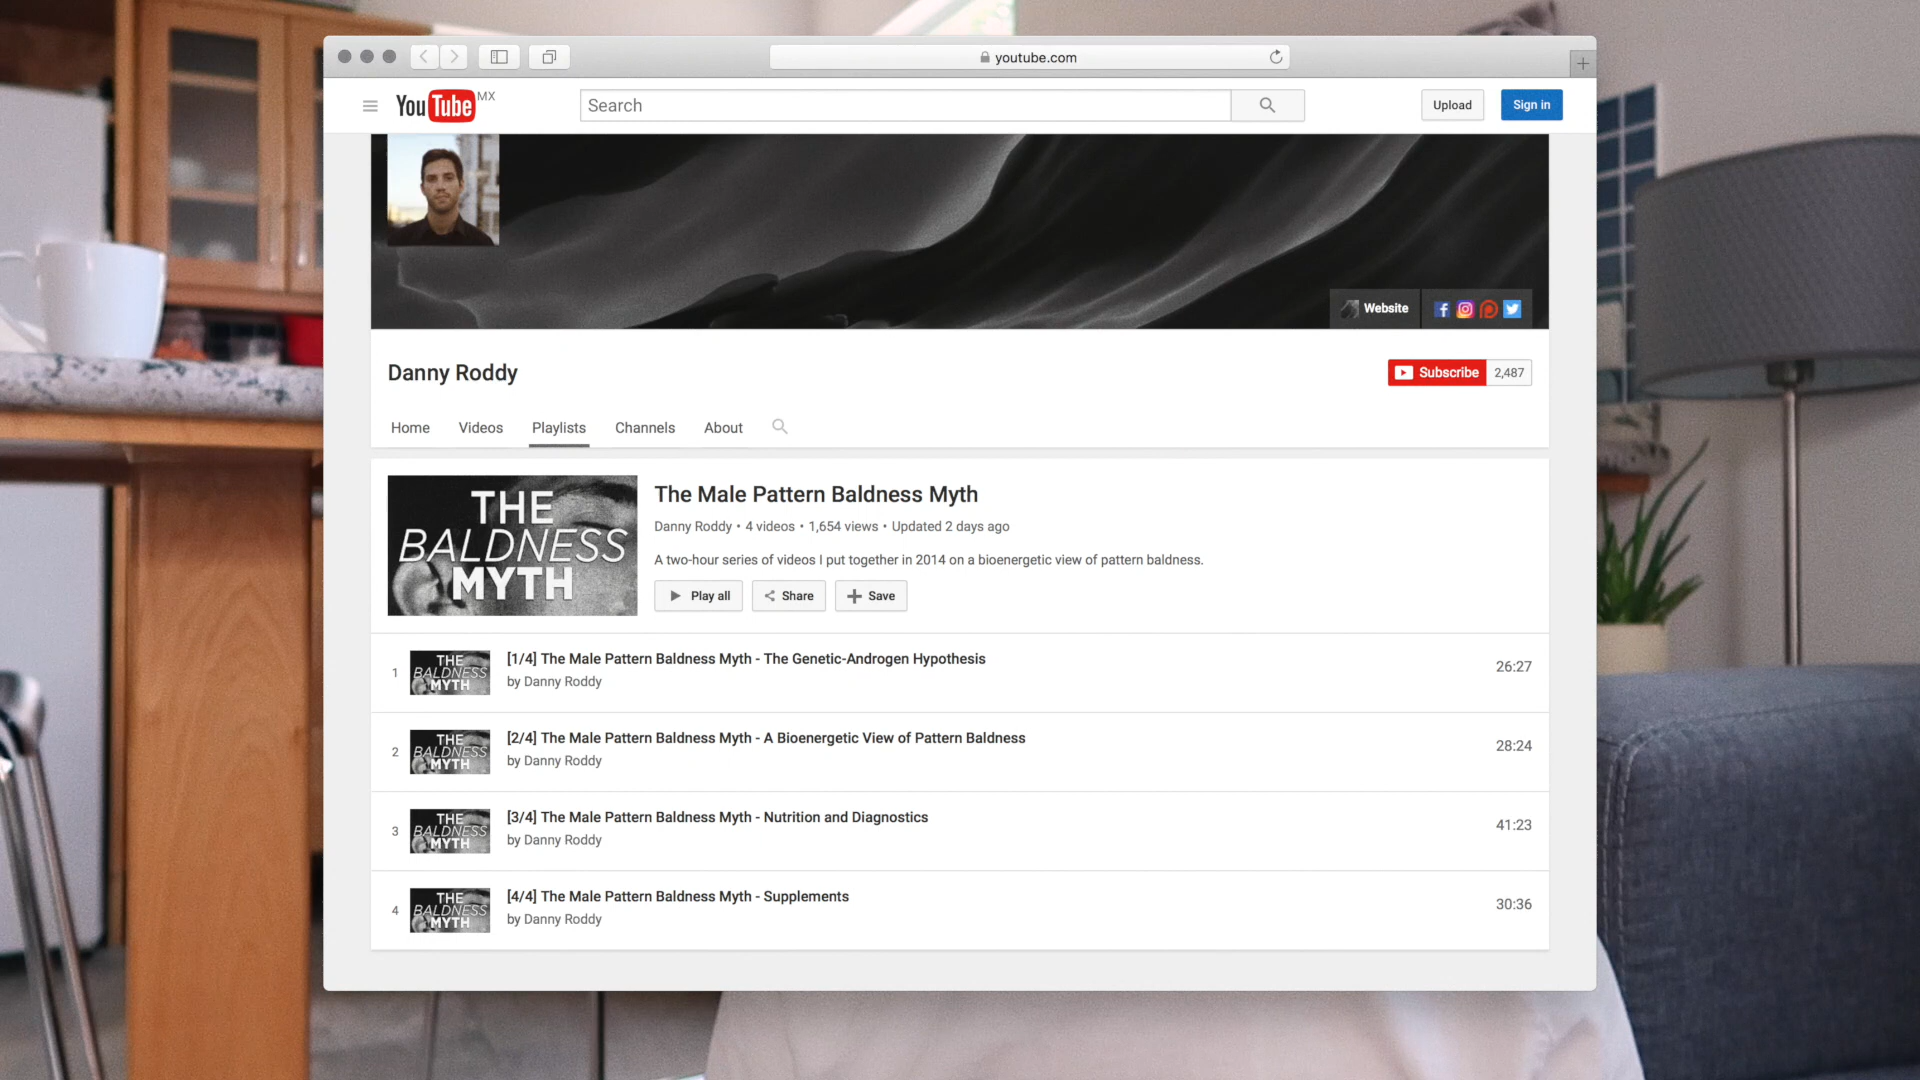 youtube.com
YouTube MX
Search
Upload
Sign in
Website
Danny Roddy
Subscribe 2,487
Home Videos Playlists Channels About
THE
BALDNESS
MYTH
The Male Pattern Baldness Myth
Danny Roddy • 4 videos • 1,654 views • Updated 2 days ago
A two-hour series of videos I put together in 2014 on a bioenergetic view of pattern baldness.
Play all Share Save
1
THE
BALDNESS
MYTH
[1/4] The Male Pattern Baldness Myth - The Genetic-Androgen Hypothesis
by Danny Roddy
26:27
2
THE
BALDNESS
MYTH
[2/4] The Male Pattern Baldness Myth - A Bioenergetic View of Pattern Baldness
by Danny Roddy
28:24
3
THE
BALDNESS
MYTH
[3/4] The Male Pattern Baldness Myth - Nutrition and Diagnostics
by Danny Roddy
41:23
4
THE
BALDNESS
MYTH
[4/4] The Male Pattern Baldness Myth - Supplements
by Danny Roddy
30:36